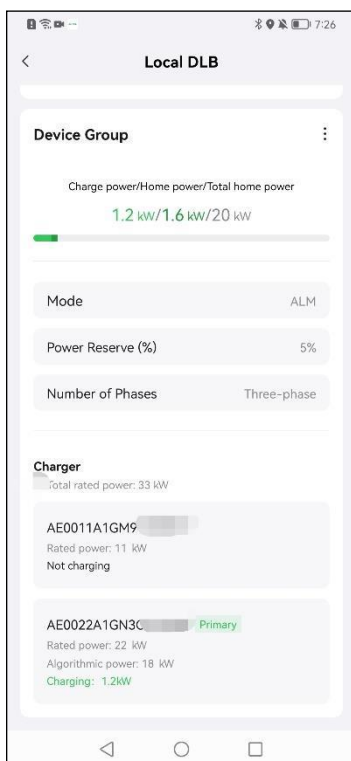 7:26
Local DLB
Device Group
Charge power/Home power/Total home power
1.2 kW/1.6 kW/20 kW
Mode ALM
Power Reserve (%) 5%
Number of Phases Three-phase
Charger
Total rated power: 33 kW
AE0011A1GM9
Rated power: 11 kW
Not charging
AE0022A1GN3C Primary
Rated power: 22 kW
Algorithmic power: 18 kW
Charging: 1.2kW